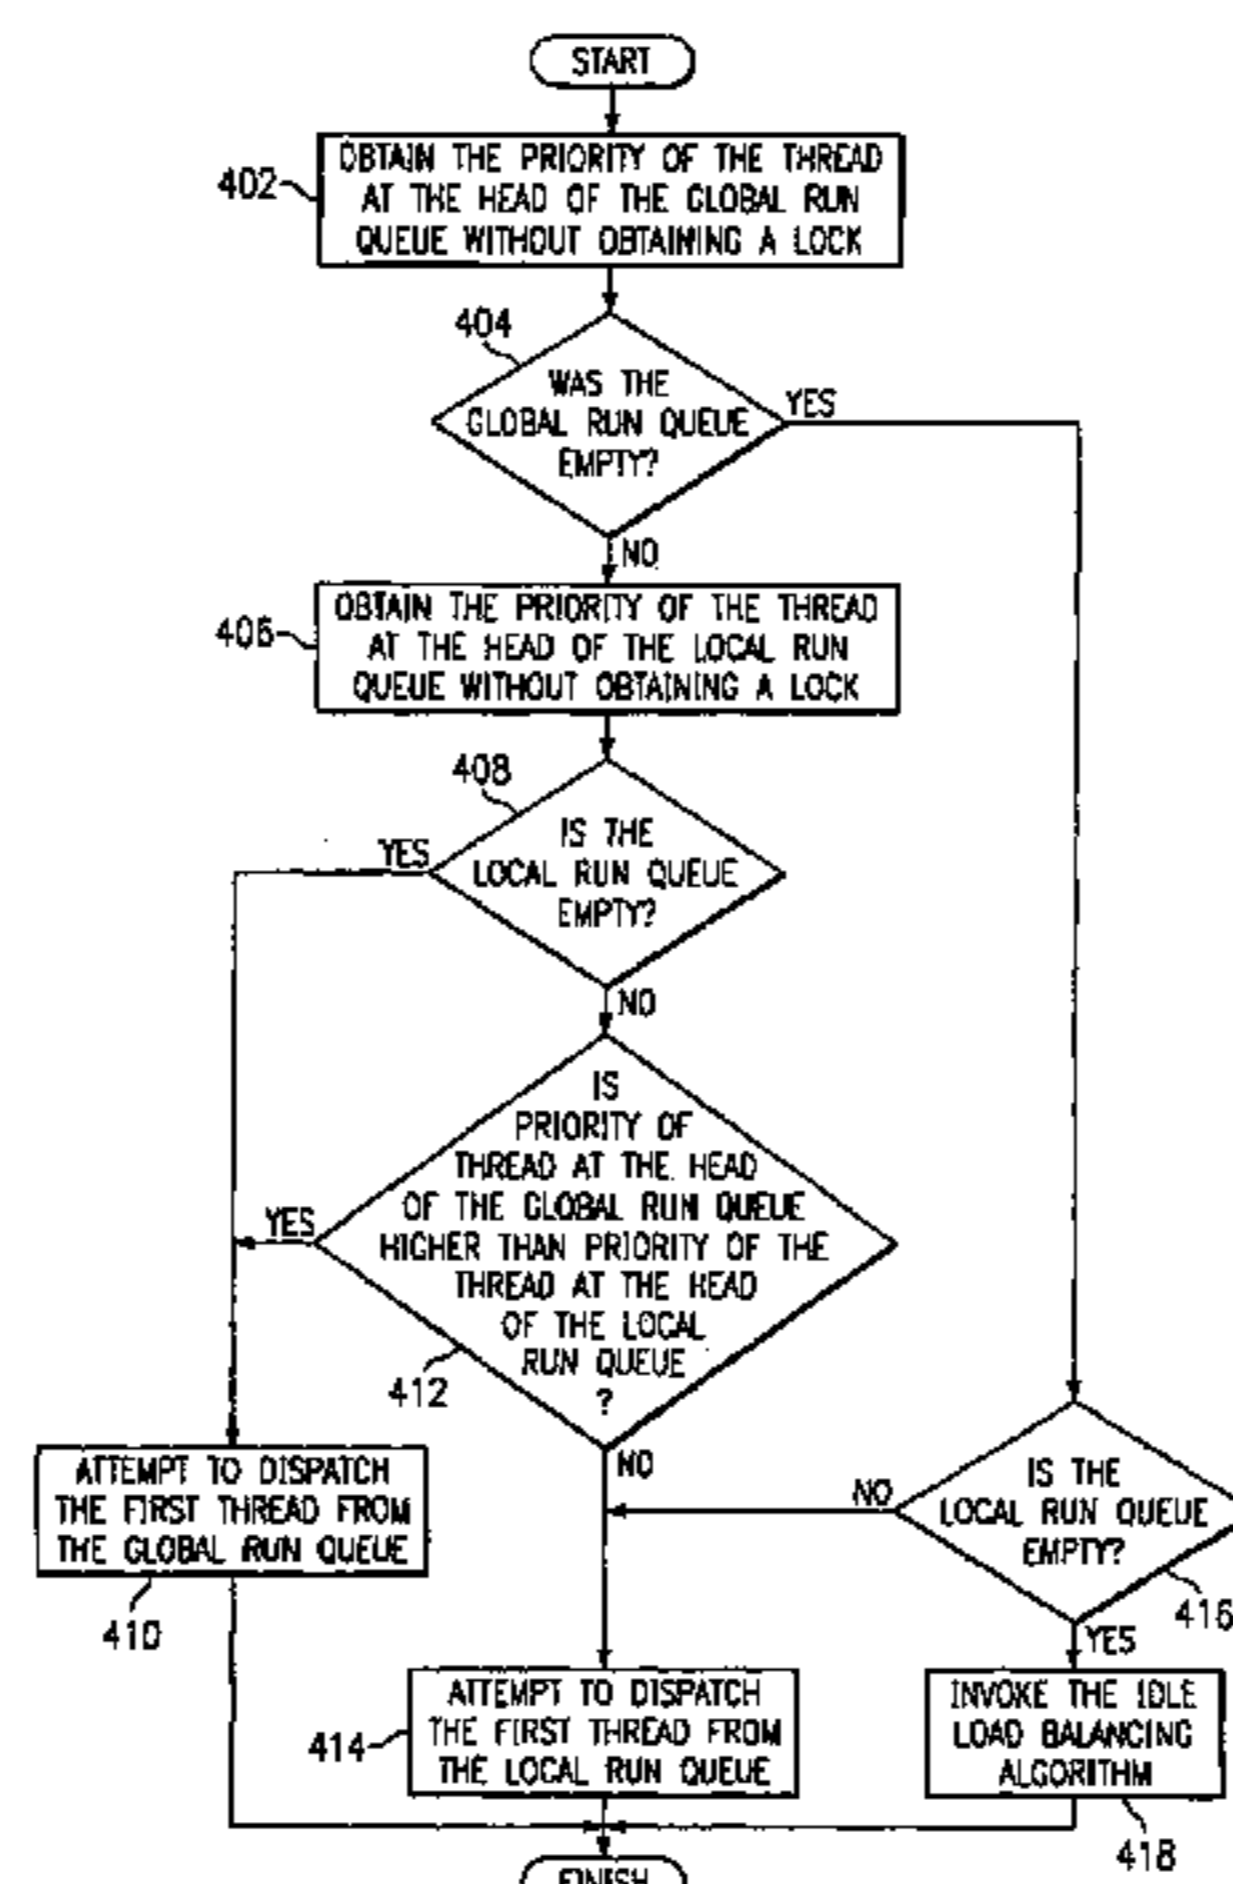 START
402
OBTAIN THE PRIORITY OF THE THREAD
AT THE HEAD OF THE GLOBAL RUN
QUEUE WITHOUT OBTAINING A LOCK
404
WAS THE
GLOBAL RUN QUEUE
EMPTY?
YES
NO
406
OBTAIN THE PRIORITY OF THE THREAD
AT THE HEAD OF THE LOCAL RUN
QUEUE WITHOUT OBTAINING A LOCK
408
YES
IS THE
LOCAL RUN QUEUE
EMPTY?
NO
IS
PRIORITY OF
THREAD AT THE HEAD
OF THE GLOBAL RUN QUEUE
HIGHER THAN PRIORITY OF THE
THREAD AT THE HEAD
OF THE LOCAL
RUN QUEUE
?
YES
412
NO
ATTEMPT TO DISPATCH
THE FIRST THREAD FROM
THE GLOBAL RUN QUEUE
410
NO
IS THE
LOCAL RUN QUEUE
EMPTY?
416
YES
414
ATTEMPT TO DISPATCH
THE FIRST THREAD FROM
THE LOCAL RUN QUEUE
INVOKE THE IDLE
LOAD BALANCING
ALGORITHM
418
FINISH